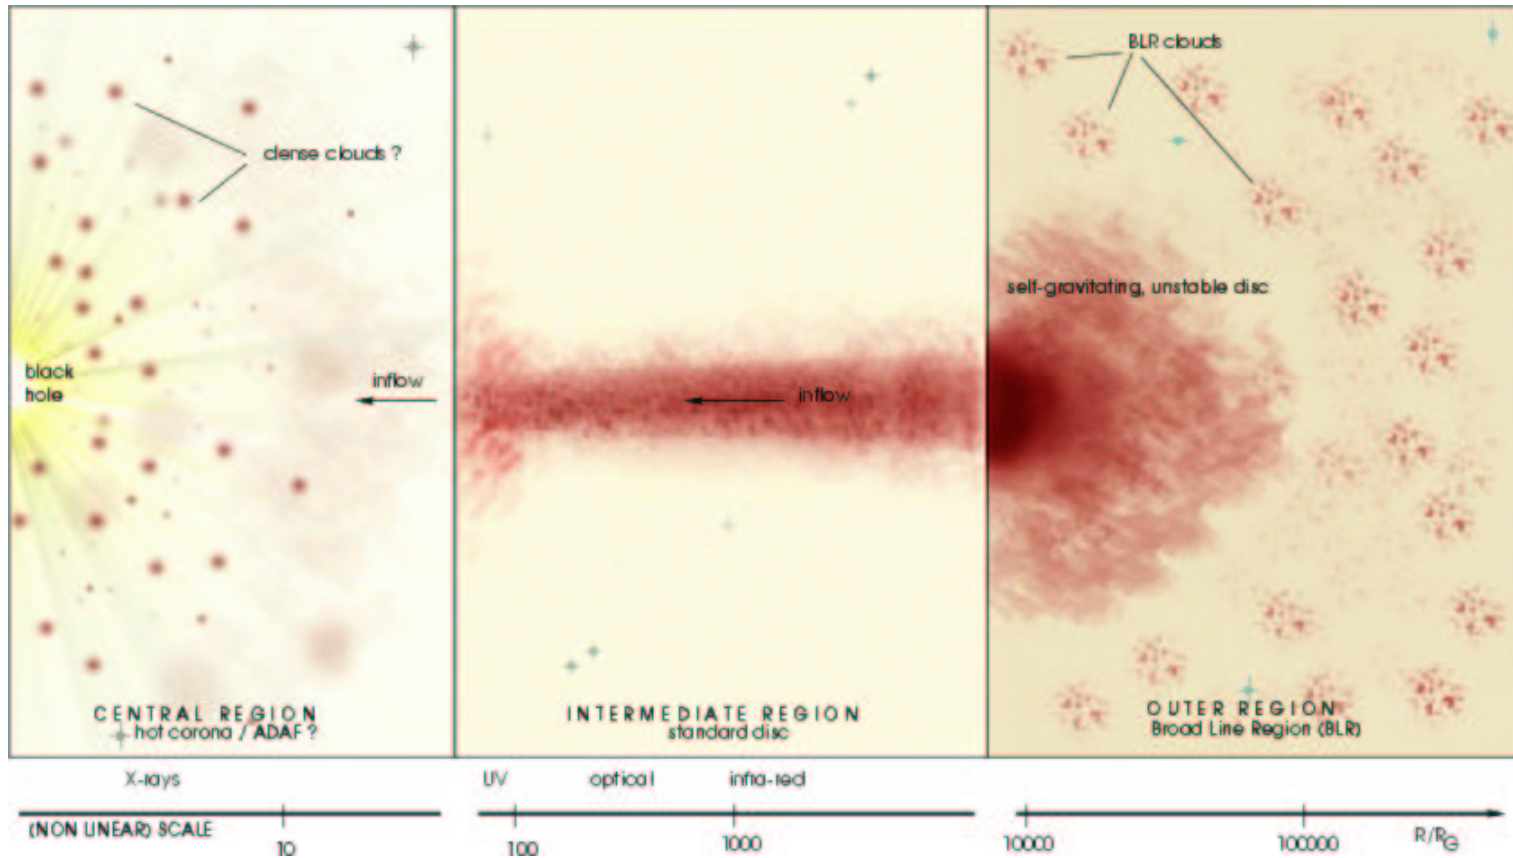 BLR clouds
dense clouds ?
self-gravitating, unstable disc
black
hole
inflow
inflow
CENTRAL REGION
hot corona / ADAF ?
INTERMEDIATE REGION
standard disc
OUTER REGION
Broad Line Region (BLR)
X-rays
UV optical infra-red
(NON LINEAR) SCALE
10 100 1000 10000 100000 R/RG